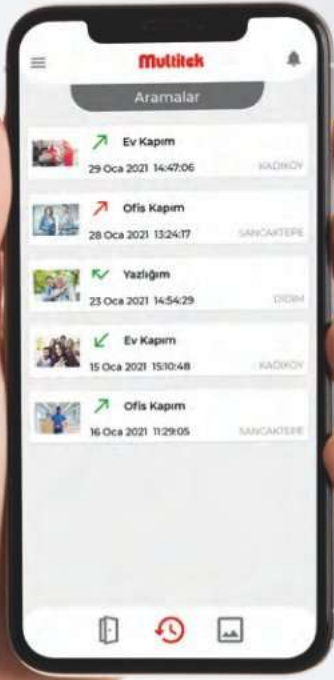 Multitek
Aramalar
Ev Kapım
29 Oca 2021 14:47:06 KADIKÖY
Ofis Kapım
28 Oca 2021 13:24:17 SANCAKTEPE
Yazlığım
23 Oca 2021 14:54:29 DİDİM
Ev Kapım
15 Oca 2021 15:10:48 KADIKÖY
Ofis Kapım
16 Oca 2021 11:29:05 SANCAKTEPE